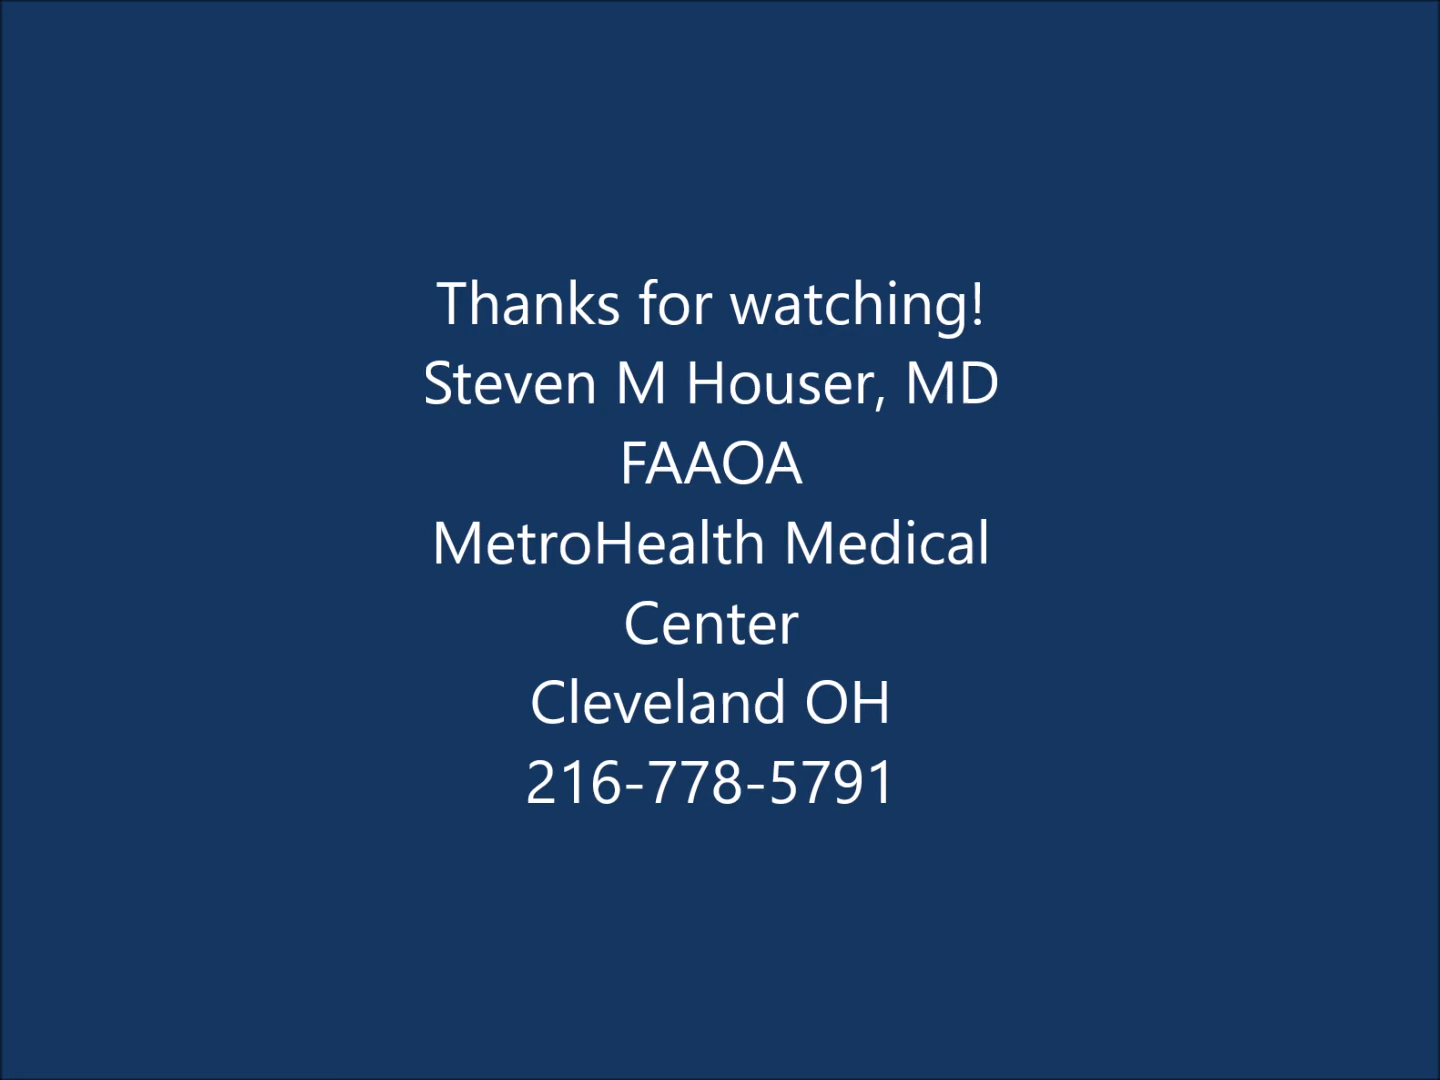 Thanks for watching!
Steven M Houser, MD
FAAOA
MetroHealth Medical
Center
Cleveland OH
216-778-5791